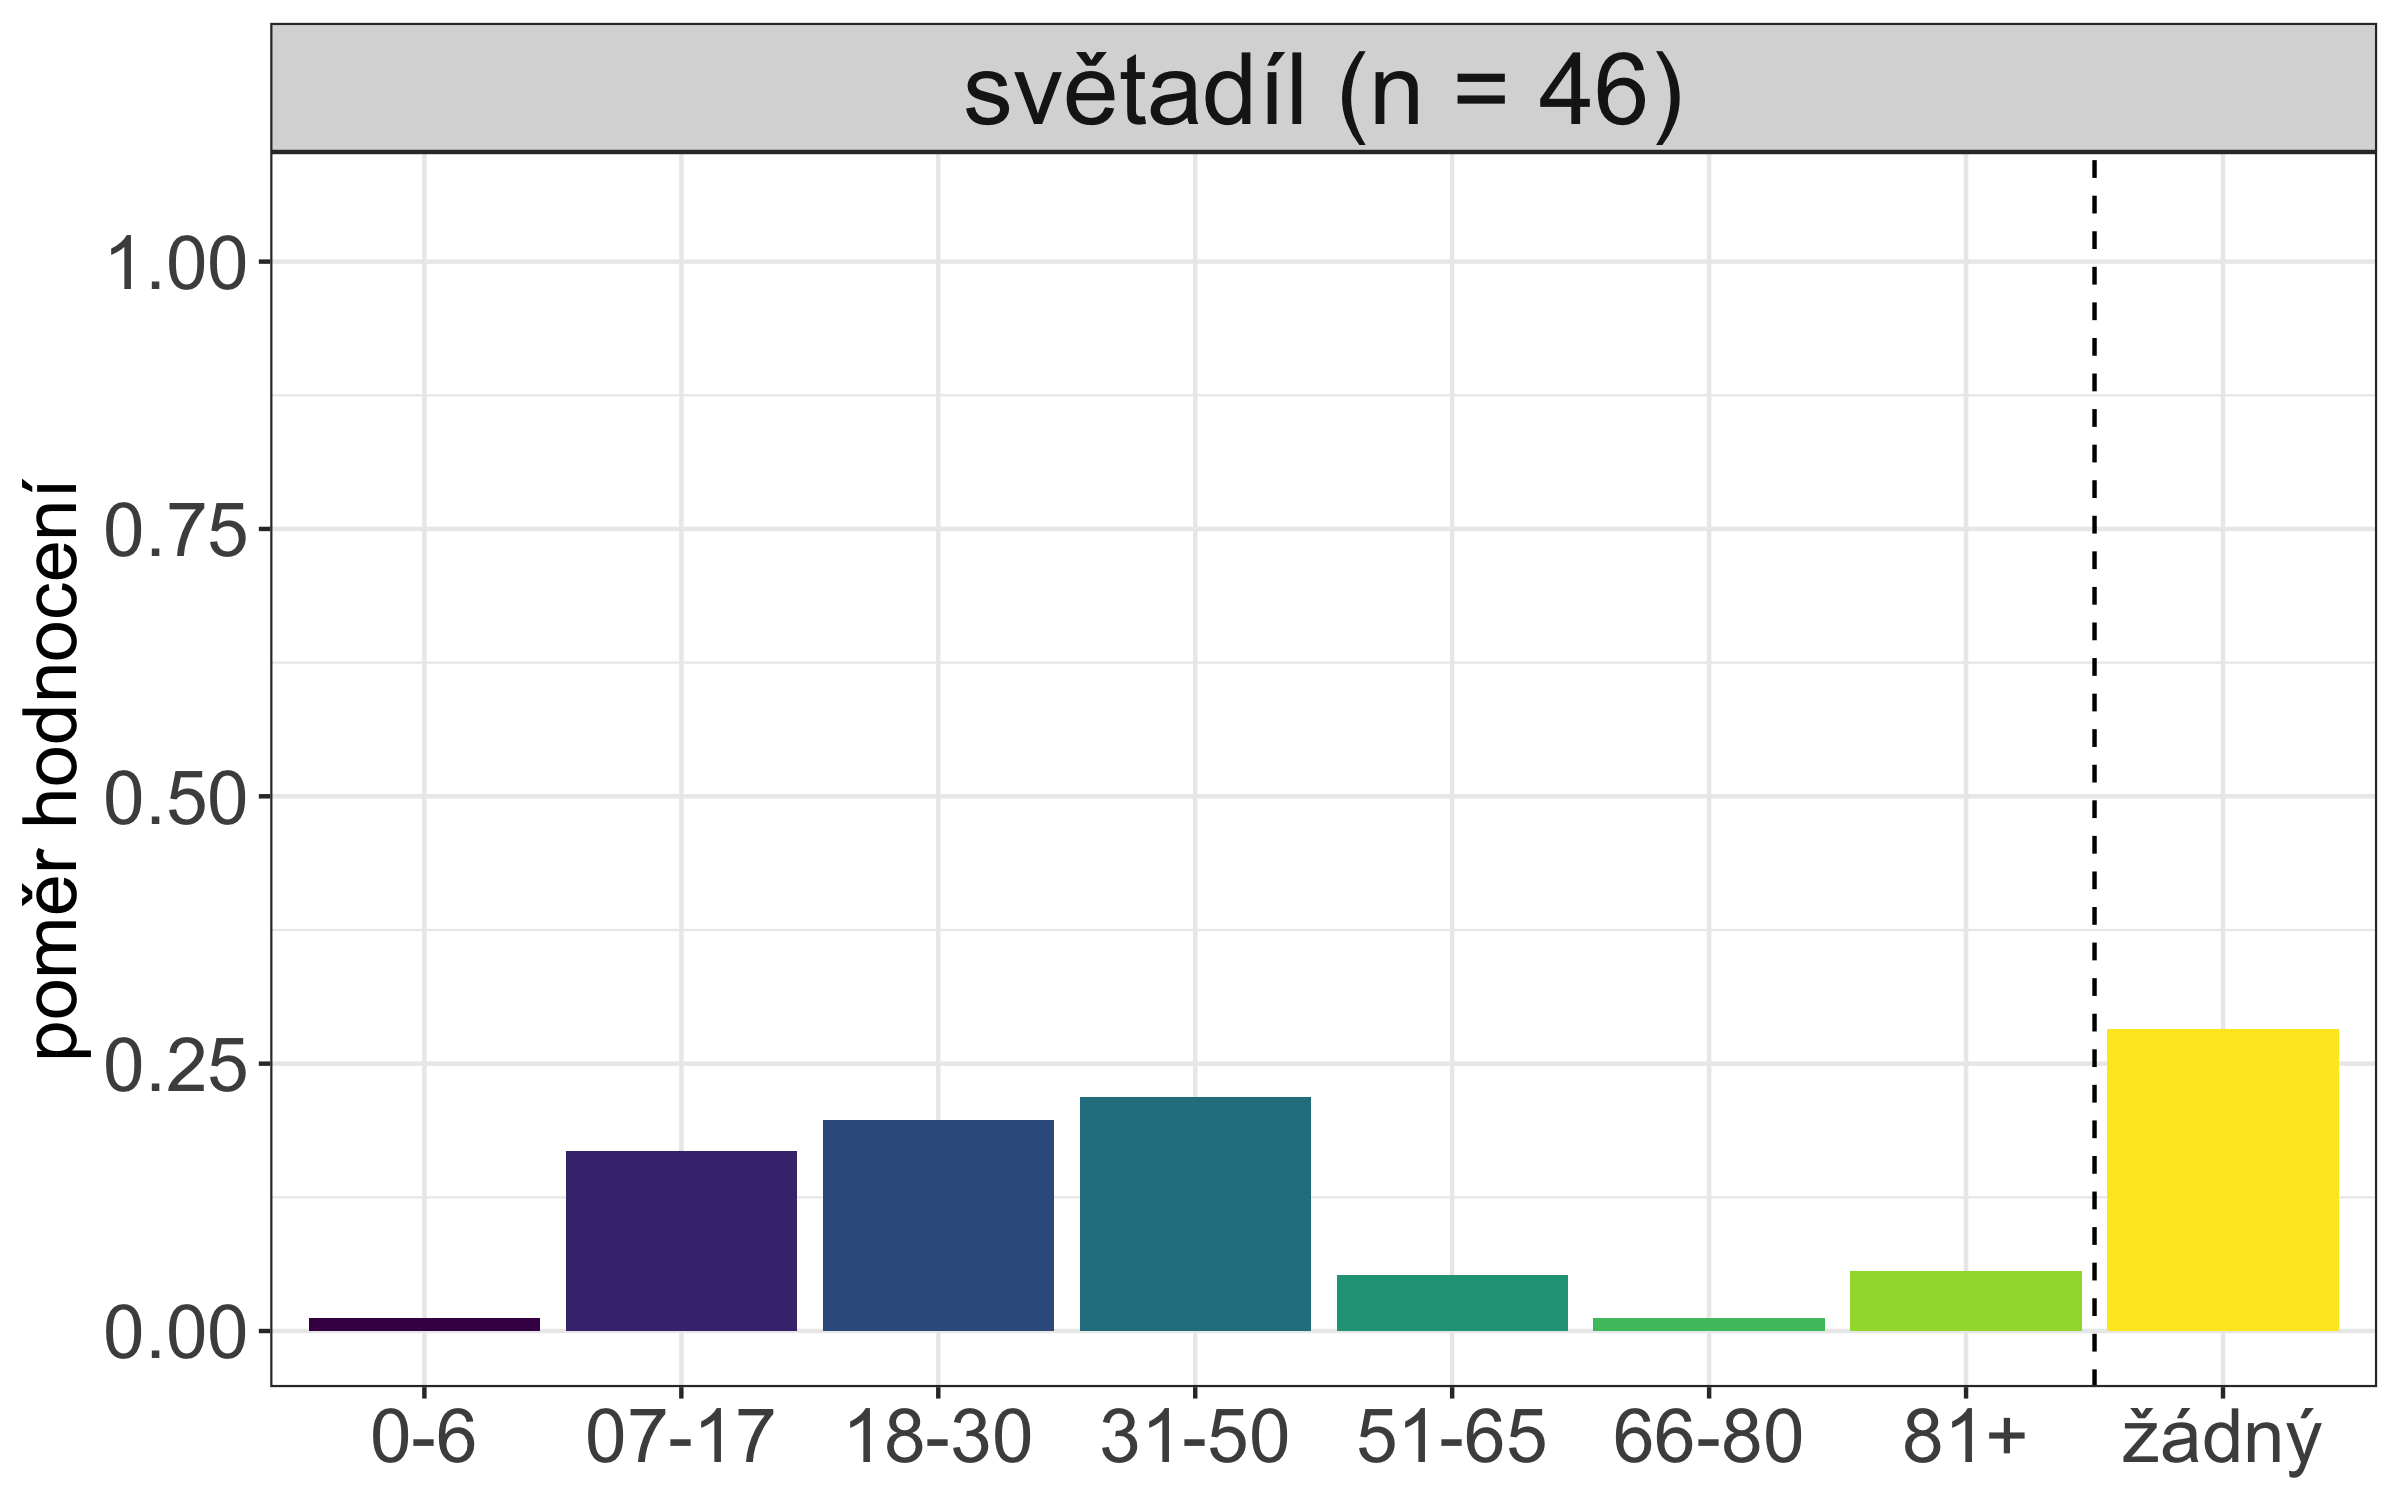 světadíl (n = 46)
poměr hodnocení
1.00
0.75
0.50
0.25
0.00
0-6 07-17 18-30 31-50 51-65 66-80 81+ žádný